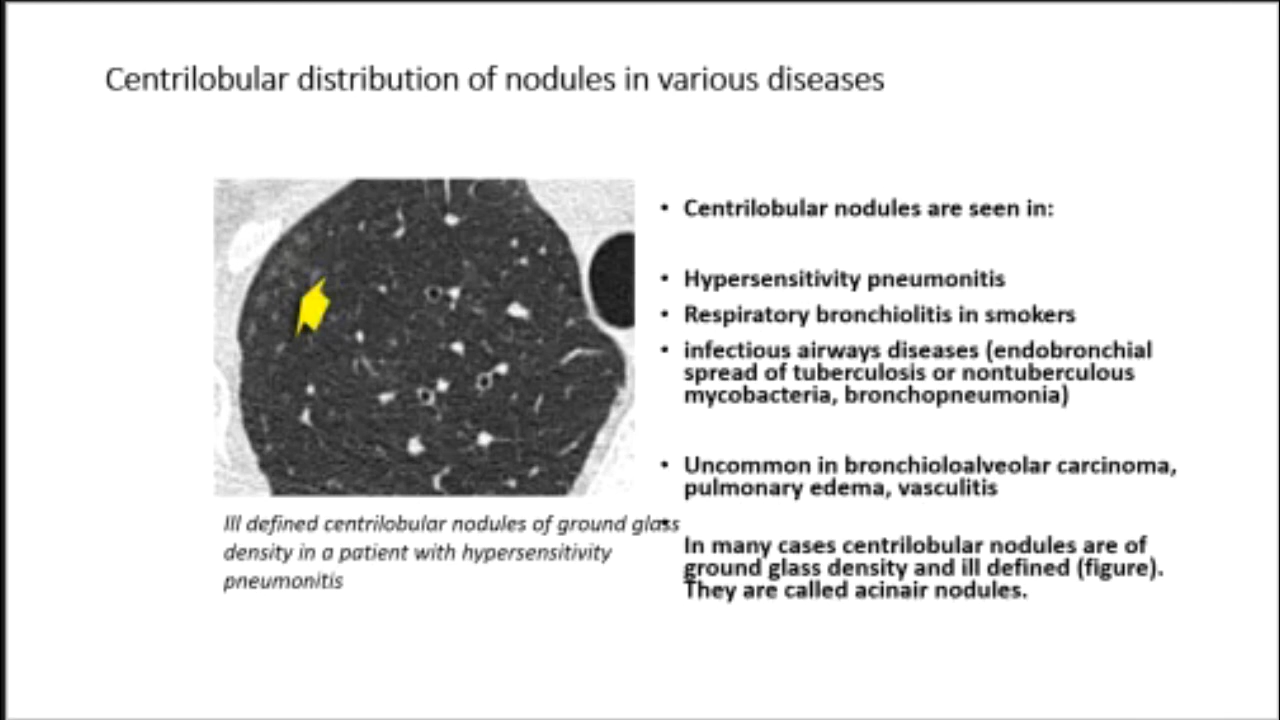 Centrilobular distribution of nodules in various diseases
• Centrilobular nodules are seen in:
• Hypersensitivity pneumonitis
• Respiratory bronchiolitis in smokers
• infectious airways diseases (endobronchial
spread of tuberculosis or nontuberculous
mycobacteria, bronchopneumonia)
• Uncommon in bronchioloalveolar carcinoma,
pulmonary edema, vasculitis
•
In many cases centrilobular nodules are of
ground glass density and ill defined (figure).
They are called acinair nodules.
Ill defined centrilobular nodules of ground glass
density in a patient with hypersensitivity
pneumonitis